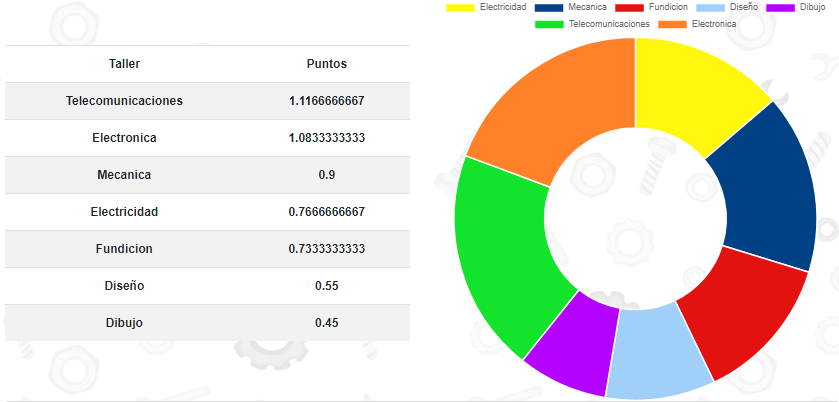 Taller Puntos
Telecomunicaciones 1.1166666667
Electronica 1.0833333333
Mecanica 0.9
Electricidad 0.7666666667
Fundicion 0.7333333333
Diseño 0.55
Dibujo 0.45
Electricidad Mecanica Fundicion Diseño Dibujo
Telecomunicaciones Electronica